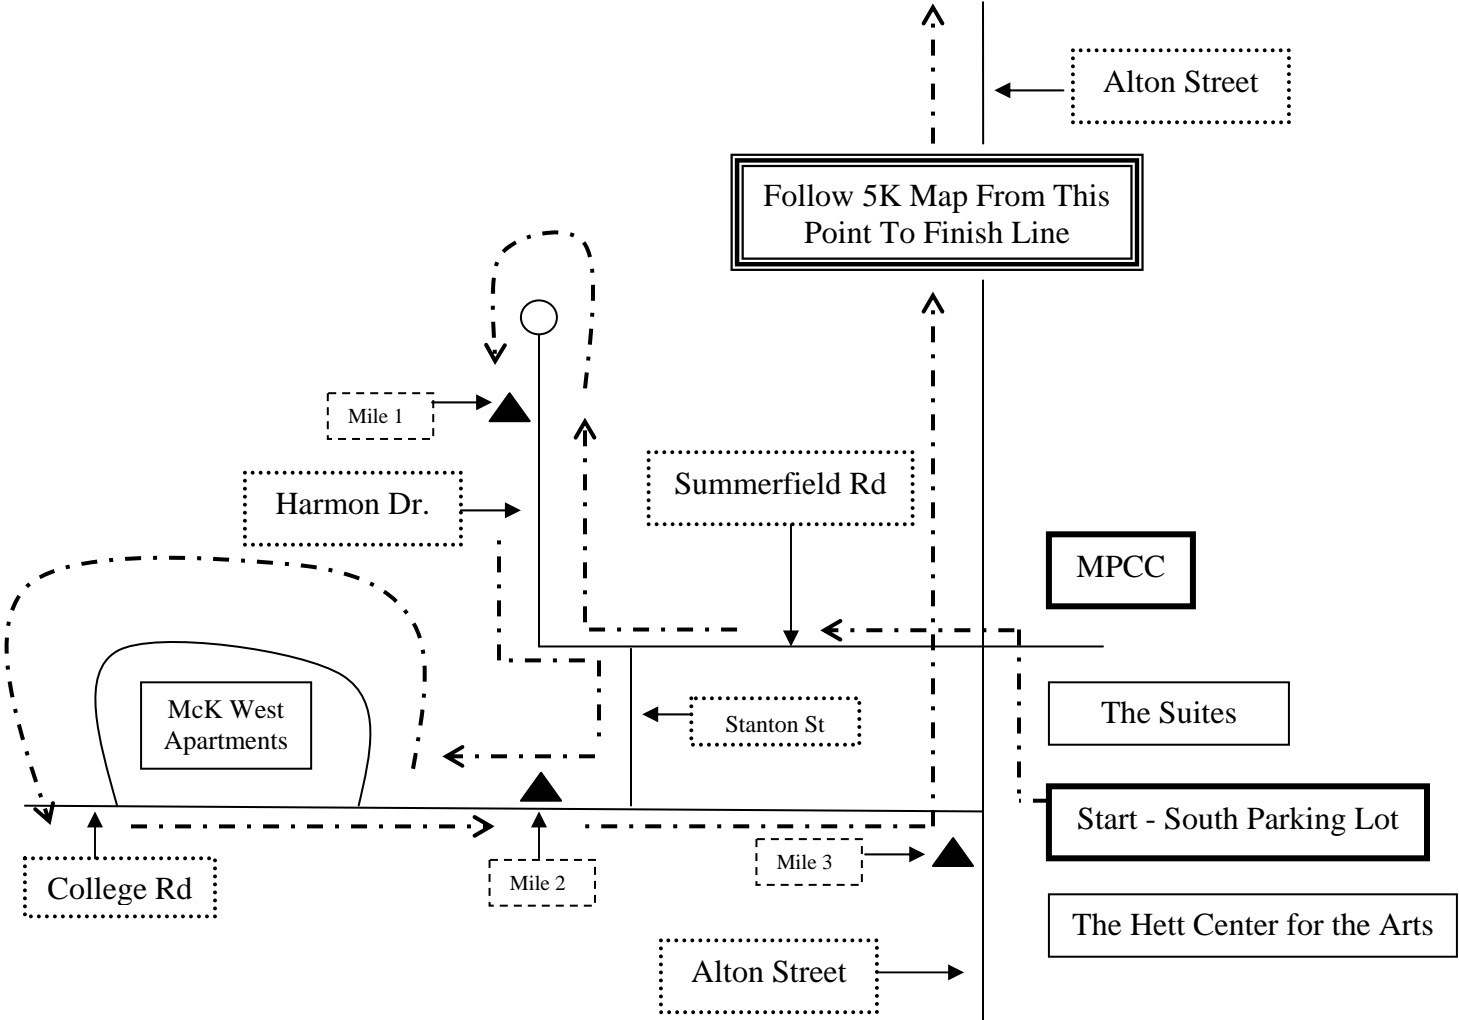 Alton Street
Follow 5K Map From This
Point To Finish Line
Mile 1
Harmon Dr.
Summerfield Rd
MPCC
McK West
Apartments
Stanton St
The Suites
Start - South Parking Lot
College Rd
Mile 2
Mile 3
The Hett Center for the Arts
Alton Street